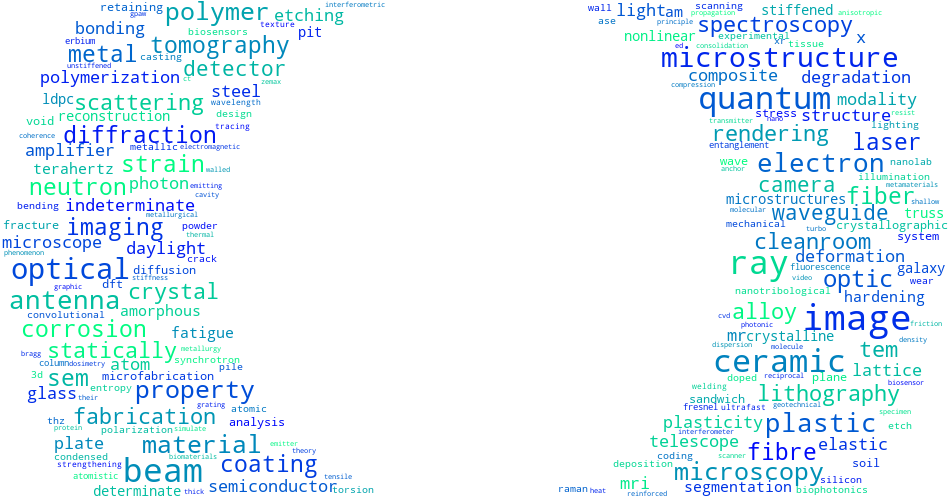 retaining
interferometric
gpaw
polymer
etching
texture
bonding
biosensors
pit
erbium
metal
tomography
casting
unstiffened
polymerization
detector
ct
zemax
steel
ldpc
scattering
wavelength
void
reconstruction
design
tracing
coherence
diffraction
amplifier
metallic
electromagnetic
terahertz
strain
walled
neutron
photon
emitting
cavity
bending
indeterminate
metallurgical
fracture
imaging
powder
thermal
microscope
daylight
phenomenon
crack
optical
diffusion
stiffness
graphic
dft
crystal
antenna
amorphous
convolutional
corrosion
fatigue
bragg
statically
metallurgy
synchrotron
column
dosimetry
atom
pile
3d
sem
microfabrication
entropy
glass
their
property
grating
atomic
thz
fabrication
analysis
protein
polarization
simulate
plate
material
emitter
theory
condensed
biomaterials
strengthening
beam
coating
atomistic
tensile
determinate
thick
semiconductor
torsion
wall
light
am
scanning
stiffened
propagation
anisotropic
ase
principle
spectroscopy
nonlinear
experimental
x
ed
xr
tissue
consolidation
microstructure
composite
degradation
compression
quantum
modality
stress
structure
resist
transmitter
nano
lighting
rendering
laser
entanglement
wave
electron
nanolab
anchor
illumination
camera
metamaterials
fiber
microstructures
shallow
molecular
waveguide
truss
mechanical
turbo
crystallographic
cleanroom
system
ray
deformation
fluorescence
galaxy
video
optic
wear
nanotribological
hardening
cvd
alloy
image
photonic
friction
mr
crystalline
density
dispersion
molecule
tem
ceramic
lattice
doped
reciprocal
plane
biosensor
welding
sandwich
lithography
fresnel
ultrafast
geotechnical
specimen
plasticity
plastic
etch
interferometer
telescope
fibre
elastic
coding
scanner
deposition
soil
microscopy
mri
silicon
raman
heat
segmentation
biophotonics
reinforced